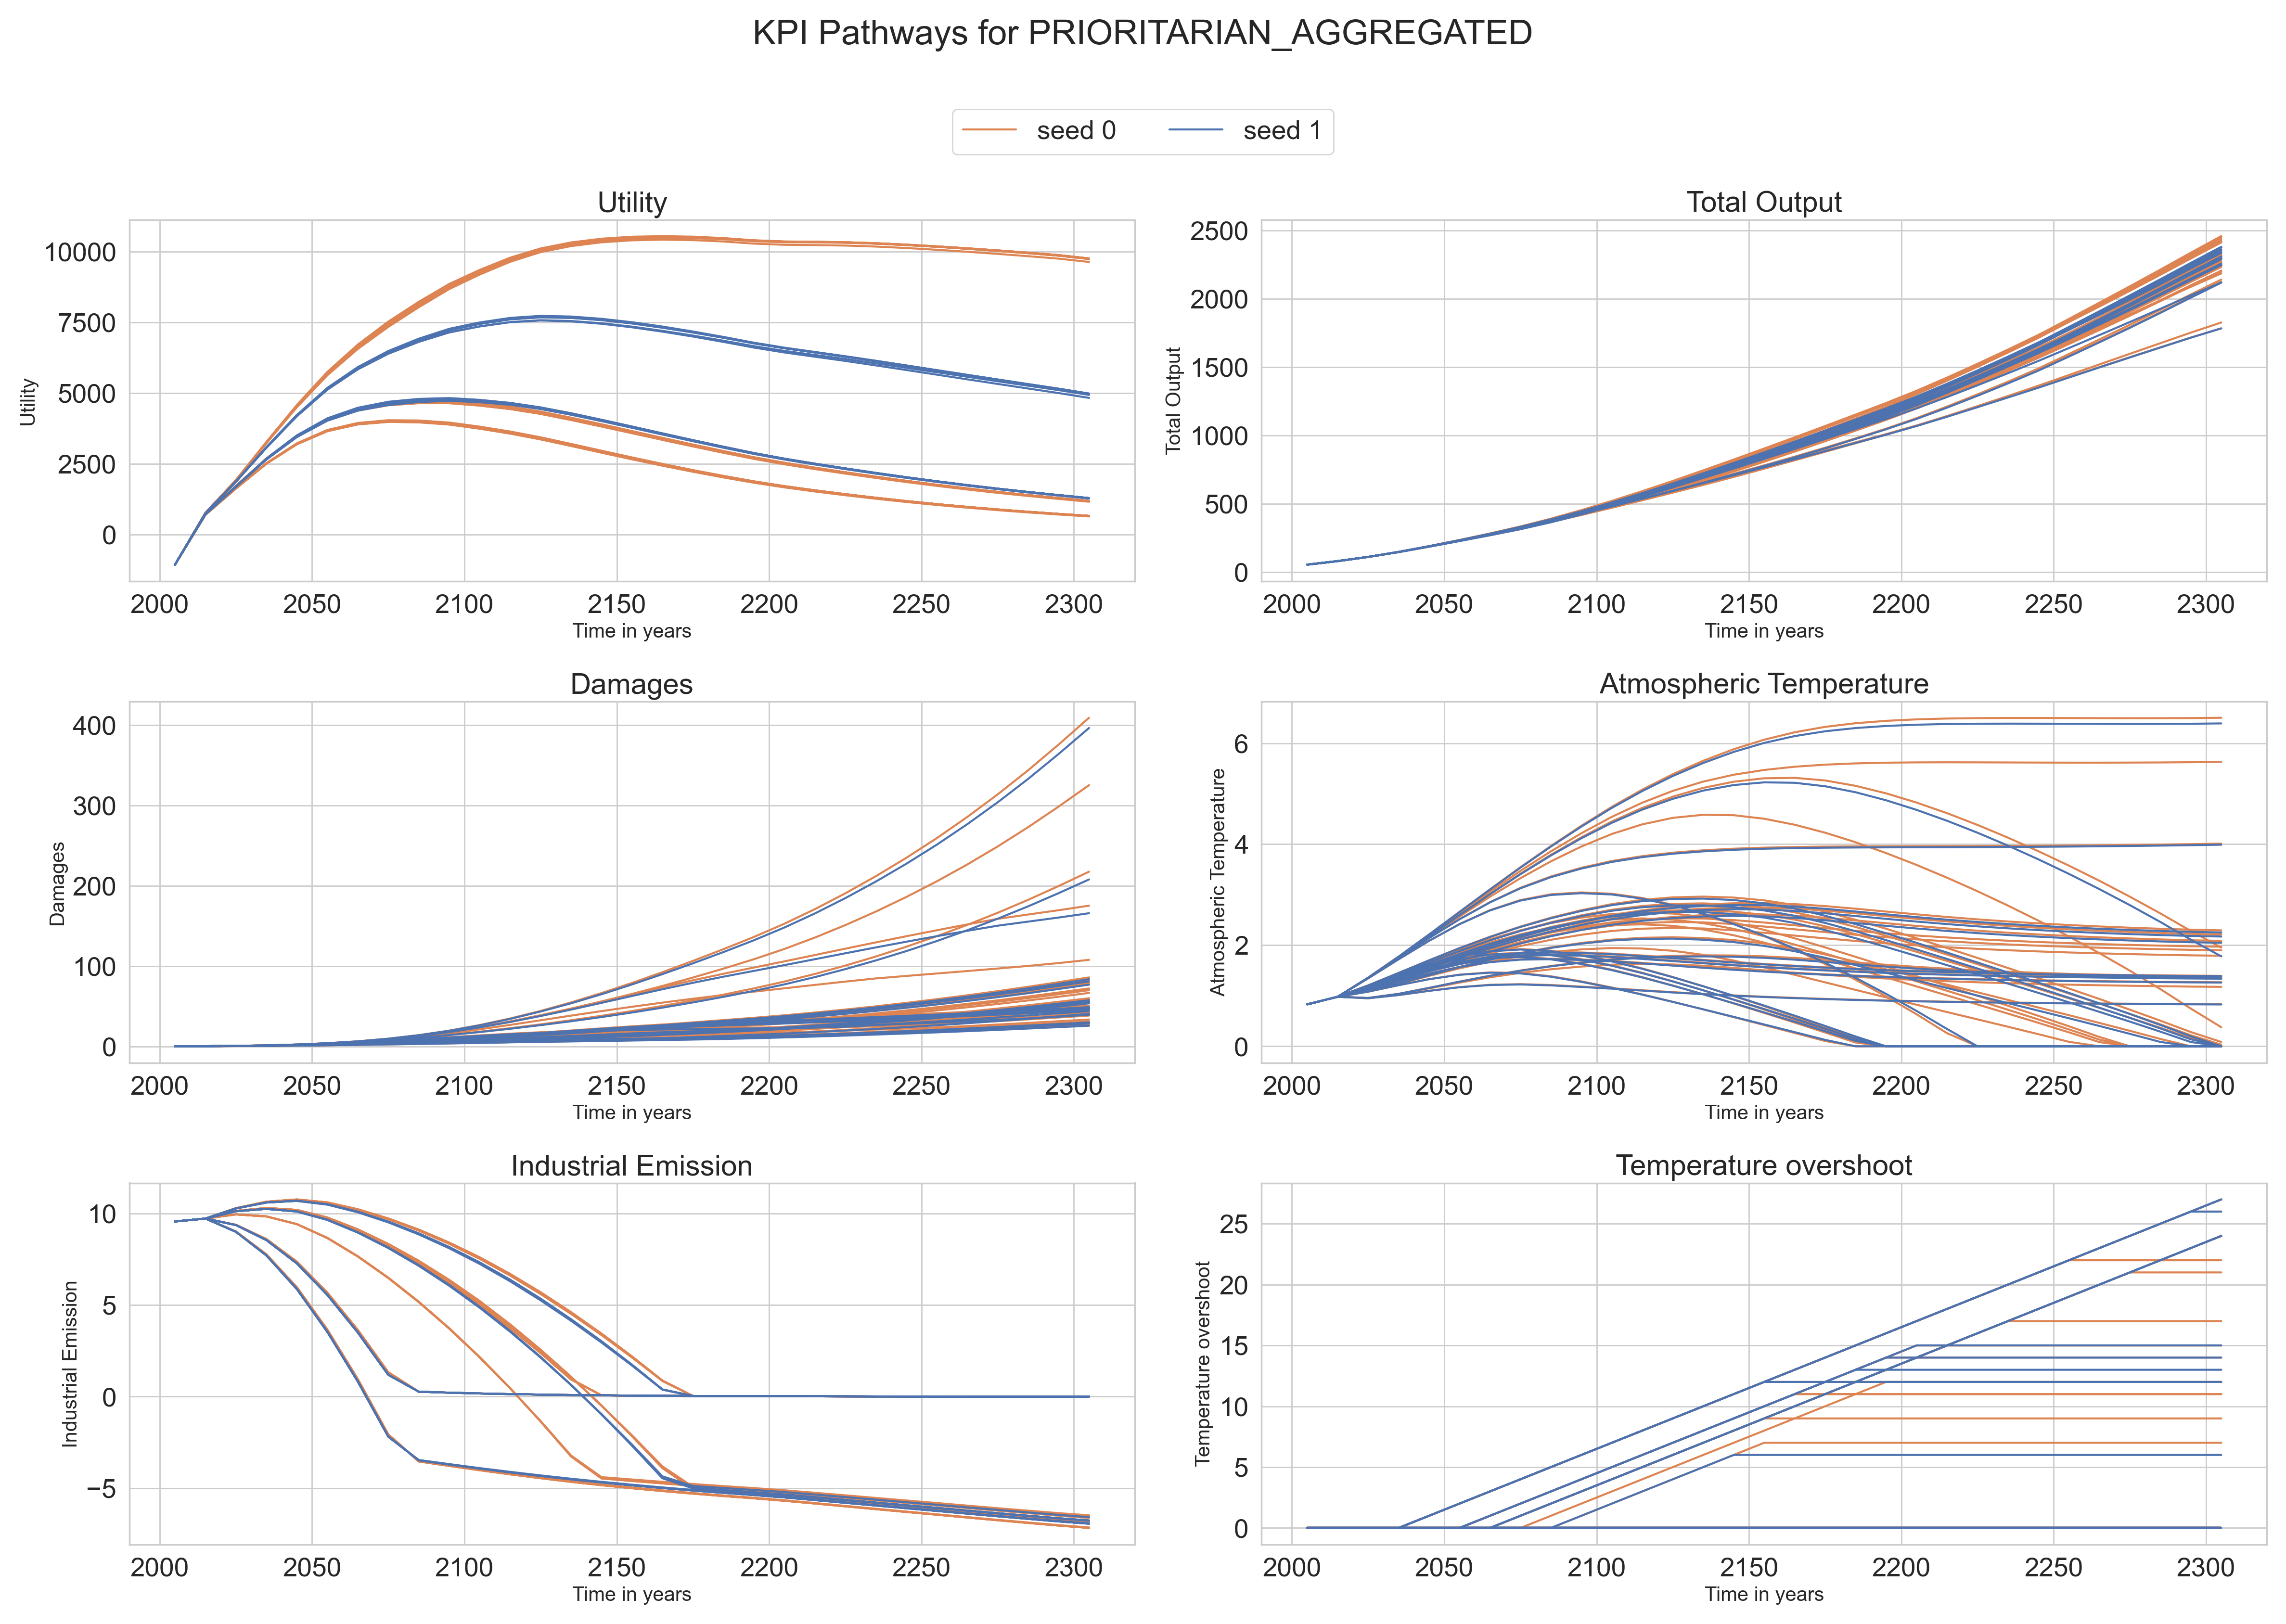 KPI Pathways for PRIORITARIAN_AGGREGATED
seed 0 seed 1
Utility
Utility
10000
7500
5000
2500
0
2000 2050 2100 2150 2200 2250 2300
Time in years
Total Output
Total Output
2500
2000
1500
1000
500
0
2000 2050 2100 2150 2200 2250 2300
Time in years
Damages
Damages
400
300
200
100
0
2000 2050 2100 2150 2200 2250 2300
Time in years
Atmospheric Temperature
Atmospheric Temperature
6
4
2
0
2000 2050 2100 2150 2200 2250 2300
Time in years
Industrial Emission
Industrial Emission
10
5
0
−5
2000 2050 2100 2150 2200 2250 2300
Time in years
Temperature overshoot
Temperature overshoot
25
20
15
10
5
0
2000 2050 2100 2150 2200 2250 2300
Time in years